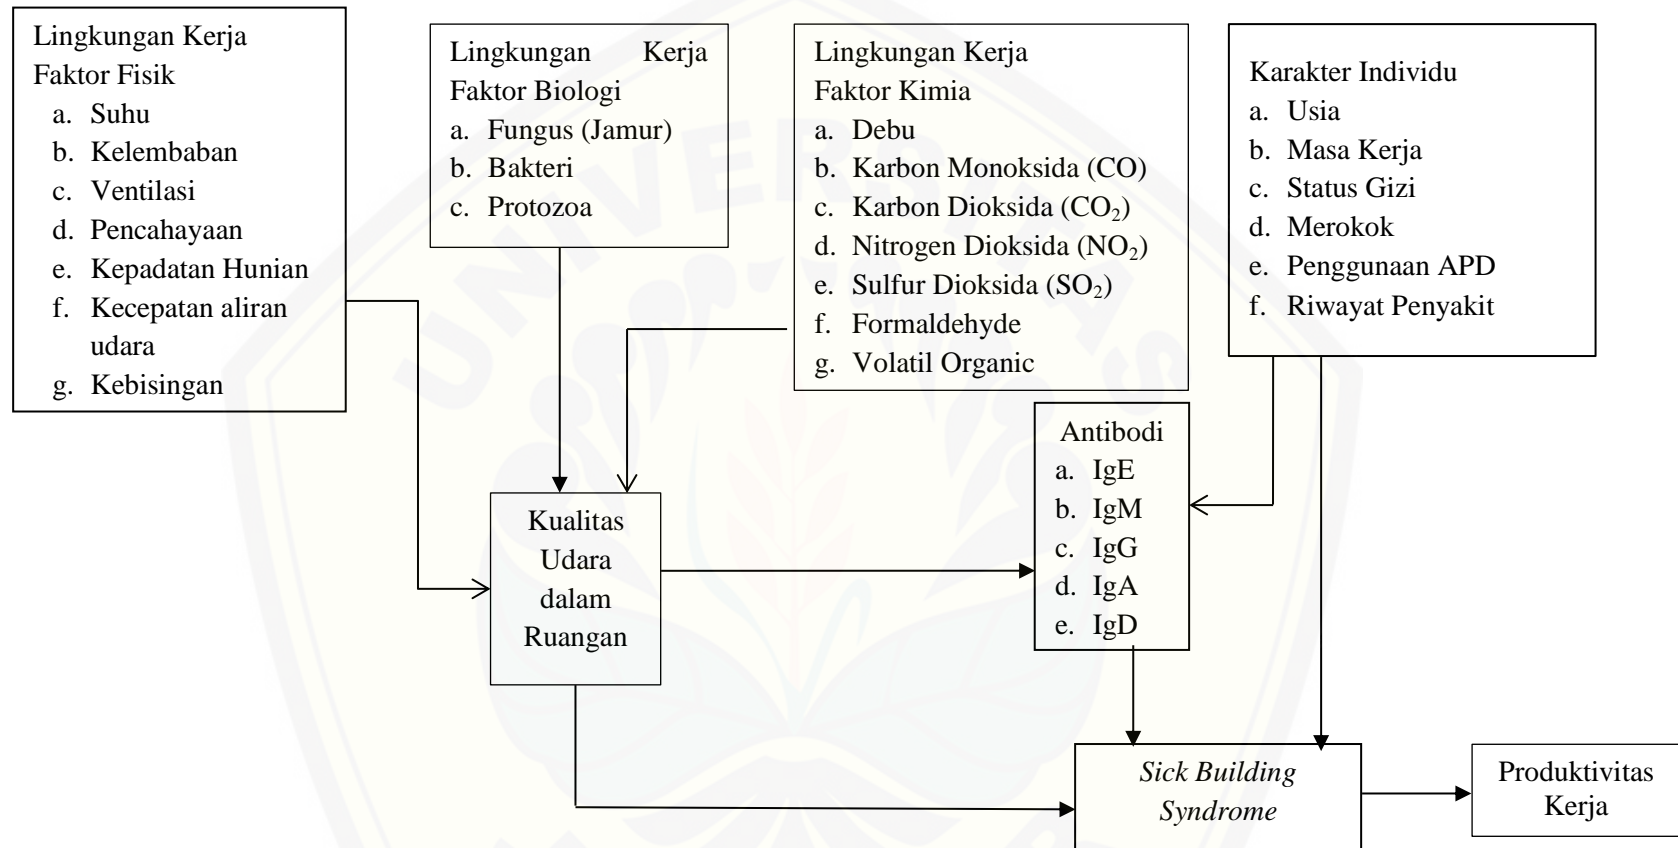 Lingkungan Kerja
Faktor Fisik
a. Suhu
b. Kelembaban
c. Ventilasi
d. Pencahayaan
e. Kepadatan Hunian
f. Kecepatan aliran
udara
g. Kebisingan
Lingkungan Kerja
Faktor Biologi
a. Fungus (Jamur)
b. Bakteri
c. Protozoa
Lingkungan Kerja
Faktor Kimia
a. Debu
b. Karbon Monoksida (CO)
c. Karbon Dioksida (CO₂)
d. Nitrogen Dioksida (NO₂)
e. Sulfur Dioksida (SO₂)
f. Formaldehyde
g. Volatil Organic
Karakter Individu
a. Usia
b. Masa Kerja
c. Status Gizi
d. Merokok
e. Penggunaan APD
f. Riwayat Penyakit
Antibodi
a. IgE
b. IgM
c. IgG
d. IgA
e. IgD
Kualitas
Udara
dalam
Ruangan
Sick Building
Syndrome
Produktivitas
Kerja
UNIVERSITAS